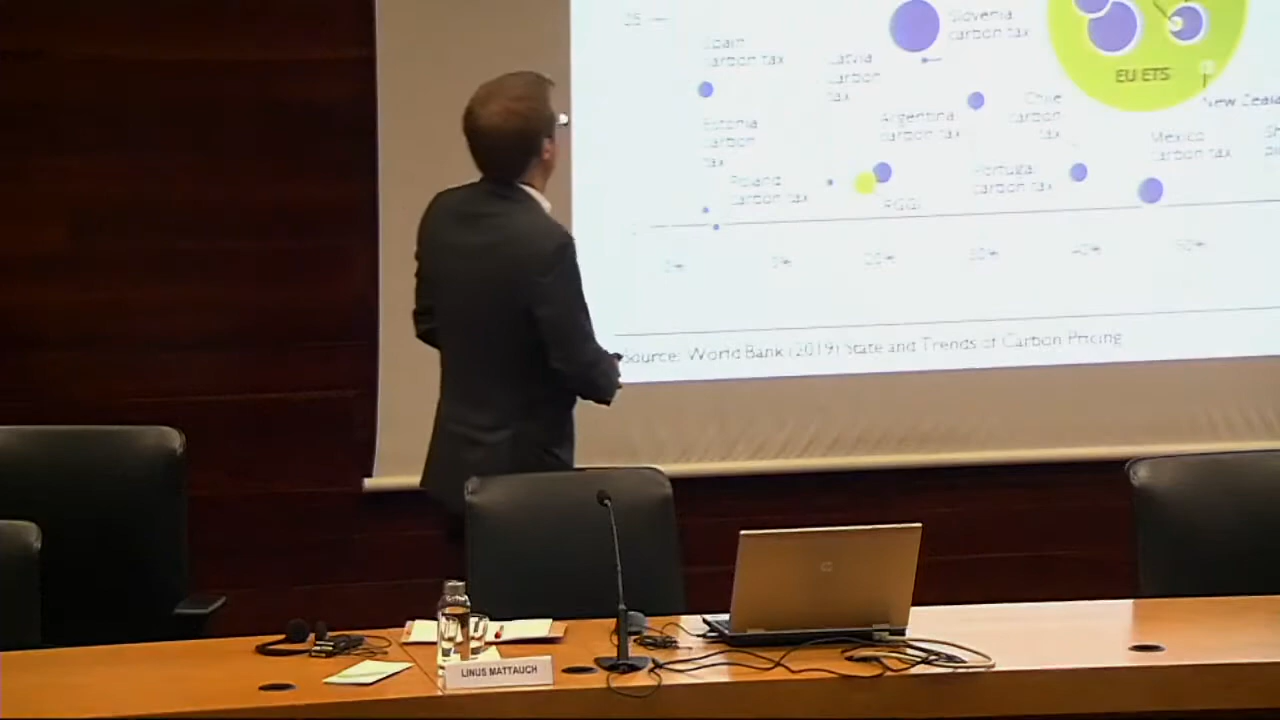 Slovenia
carbon tax
Spain
carbon tax
Latvia
carbon
tax
EU ETS
Chile
carbon
tax
New Zeala
Argentina
carbon tax
Estonia
carbon
tax
Mexico
carbon tax
Portugal
carbon tax
Poland
carbon tax
RGGI
Source: World Bank (2019) State and Trends of Carbon Pricing
hp
LINUS MATTAUCH